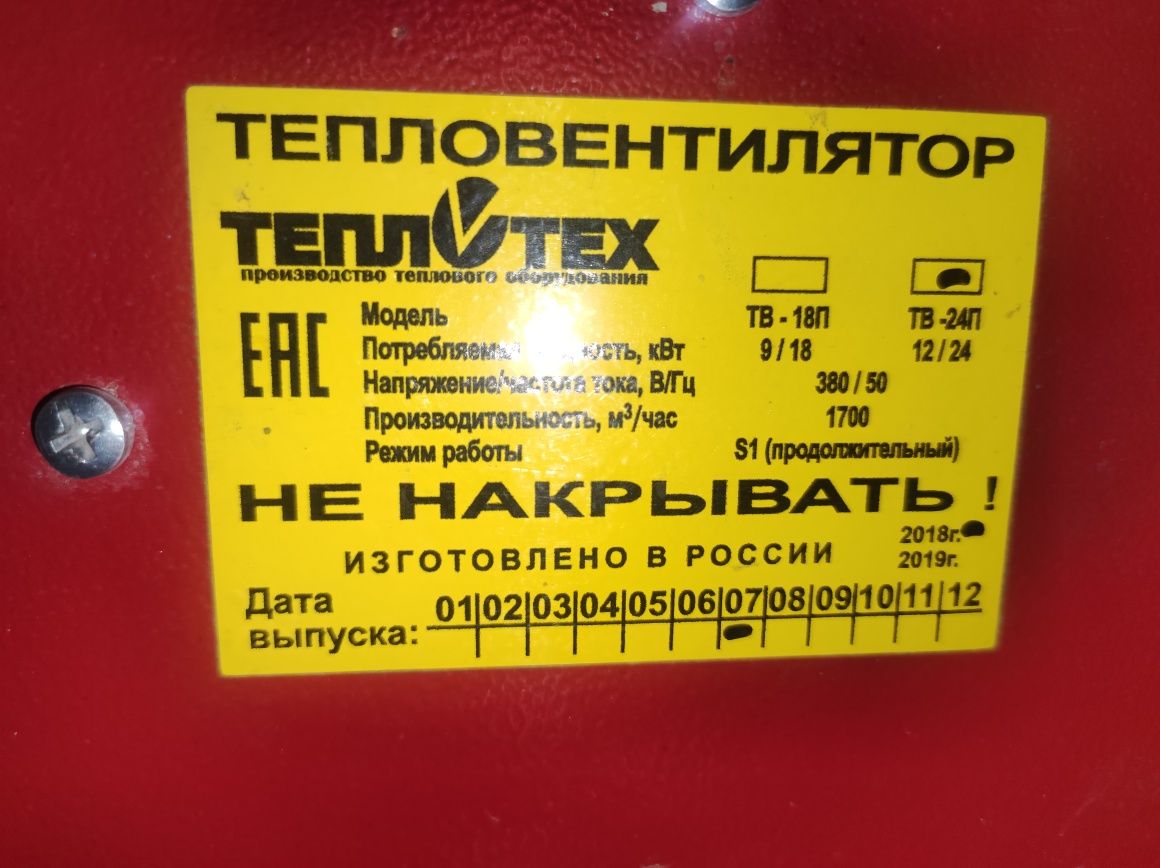 ТЕПЛОВЕНТИЛЯТОР
ТЕПЛОТЕХ
производство теплового оборудования
EAC
Модель ТВ - 18П ТВ -24П
Потребляемая мощность, кВт 9 / 18 12 / 24
Напряжение/частота тока, В/Гц 380 / 50
Производительность, м³/час 1700
Режим работы S1 (продолжительный)
НЕ НАКРЫВАТЬ !
2018г.
ИЗГОТОВЛЕНО В РОССИИ 2019г.
Дата выпуска: 01 02 03 04 05 06 07 08 09 10 11 12